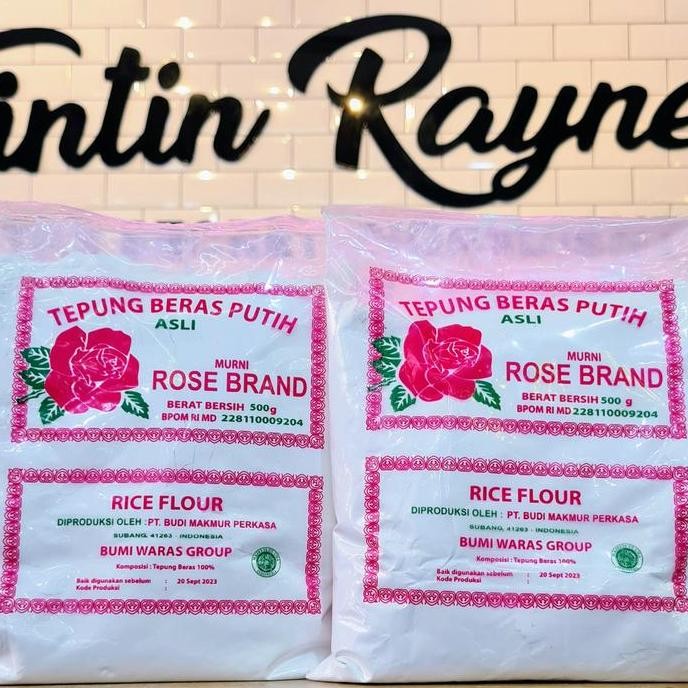 intin Rayne
TEPUNG BERAS PUTIH
ASLI
MURNI
ROSE BRAND
BERAT BERSIH 500 g
BPOM RI MD 228110009204
RICE FLOUR
DIPRODUKSI OLEH : PT. BUDI MAKMUR PERKASA
SUBANG, 41263 - INDONESIA
BUMI WARAS GROUP
Komposisi : Tepung Beras 100%
Baik digunakan sebelum : 20 Sept 2023
Kode Produksi :
TEPUNG BERAS PUTIH
ASLI
MURNI
ROSE BRAND
BERAT BERSIH 500 g
BPOM RI MD 228110009204
RICE FLOUR
DIPRODUKSI OLEH : PT. BUDI MAKMUR PERKASA
SUBANG, 41263 - INDONESIA
BUMI WARAS GROUP
Komposisi : Tepung Beras 100%
Baik digunakan sebelum : 20 Sept 2023
Kode Produksi :